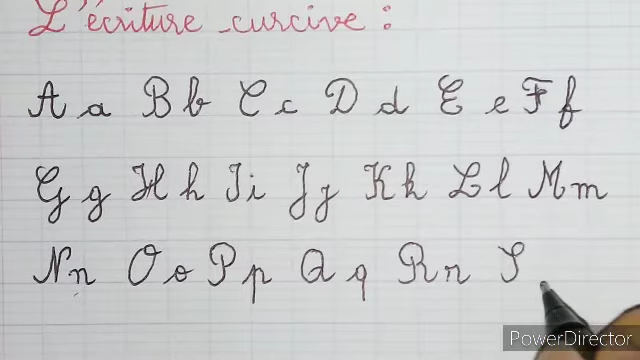 L'écriture cursive :
A a B b C c D d E e F f
G g H h I i J j K k L l M m
N n O o P p Q q R r S
PowerDirector